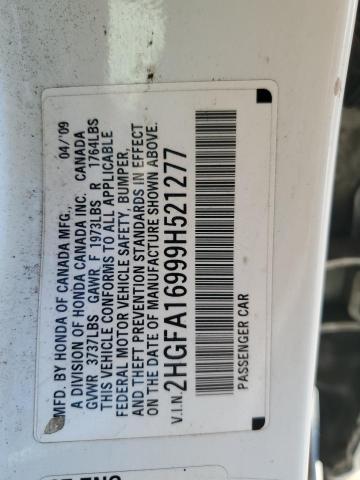 MFD. BY HONDA OF CANADA MFG., 04/'09
A DIVISION OF HONDA CANADA INC. CANADA
GVWR 3737LBS GAWR F 1973LBS R 1764LBS
THIS VEHICLE CONFORMS TO ALL APPLICABLE
FEDERAL MOTOR VEHICLE SAFETY, BUMPER,
AND THEFT PREVENTION STANDARDS IN EFFECT
ON THE DATE OF MANUFACTURE SHOWN ABOVE.
V.I.N. 2HGFA16999H521277
PASSENGER CAR